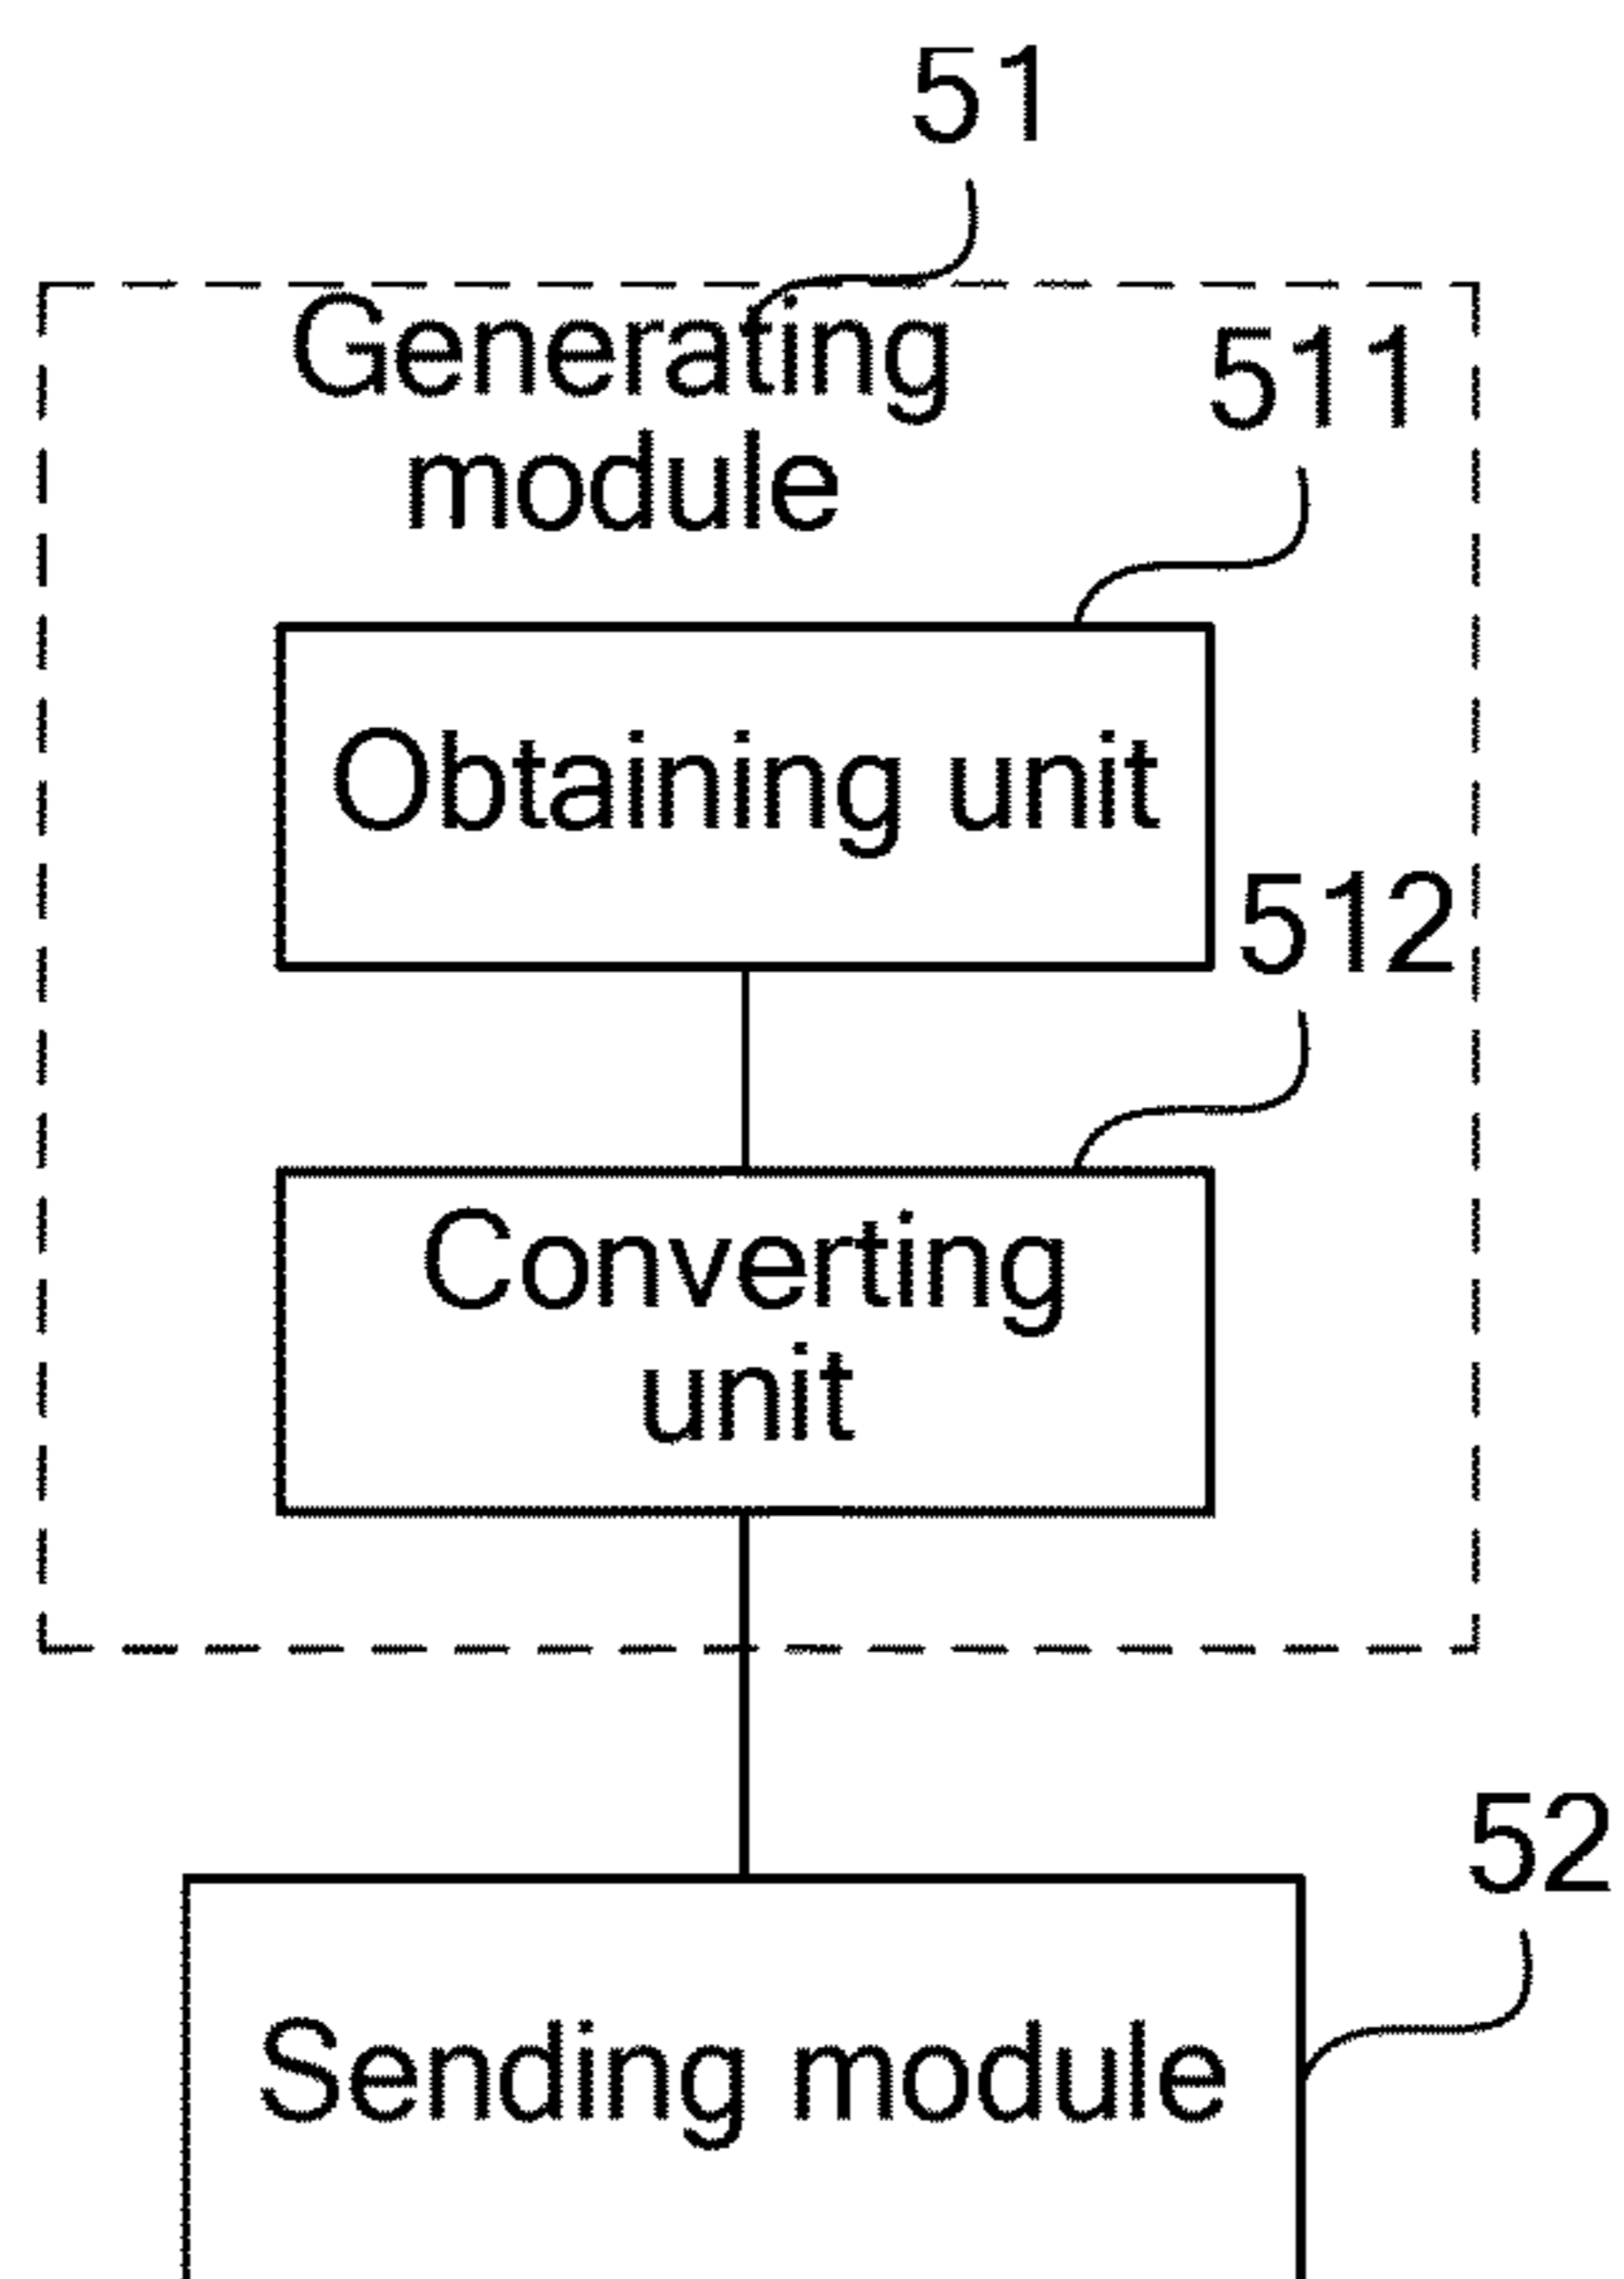 51
Generating
module
511
Obtaining unit
512
Converting
unit
52
Sending module